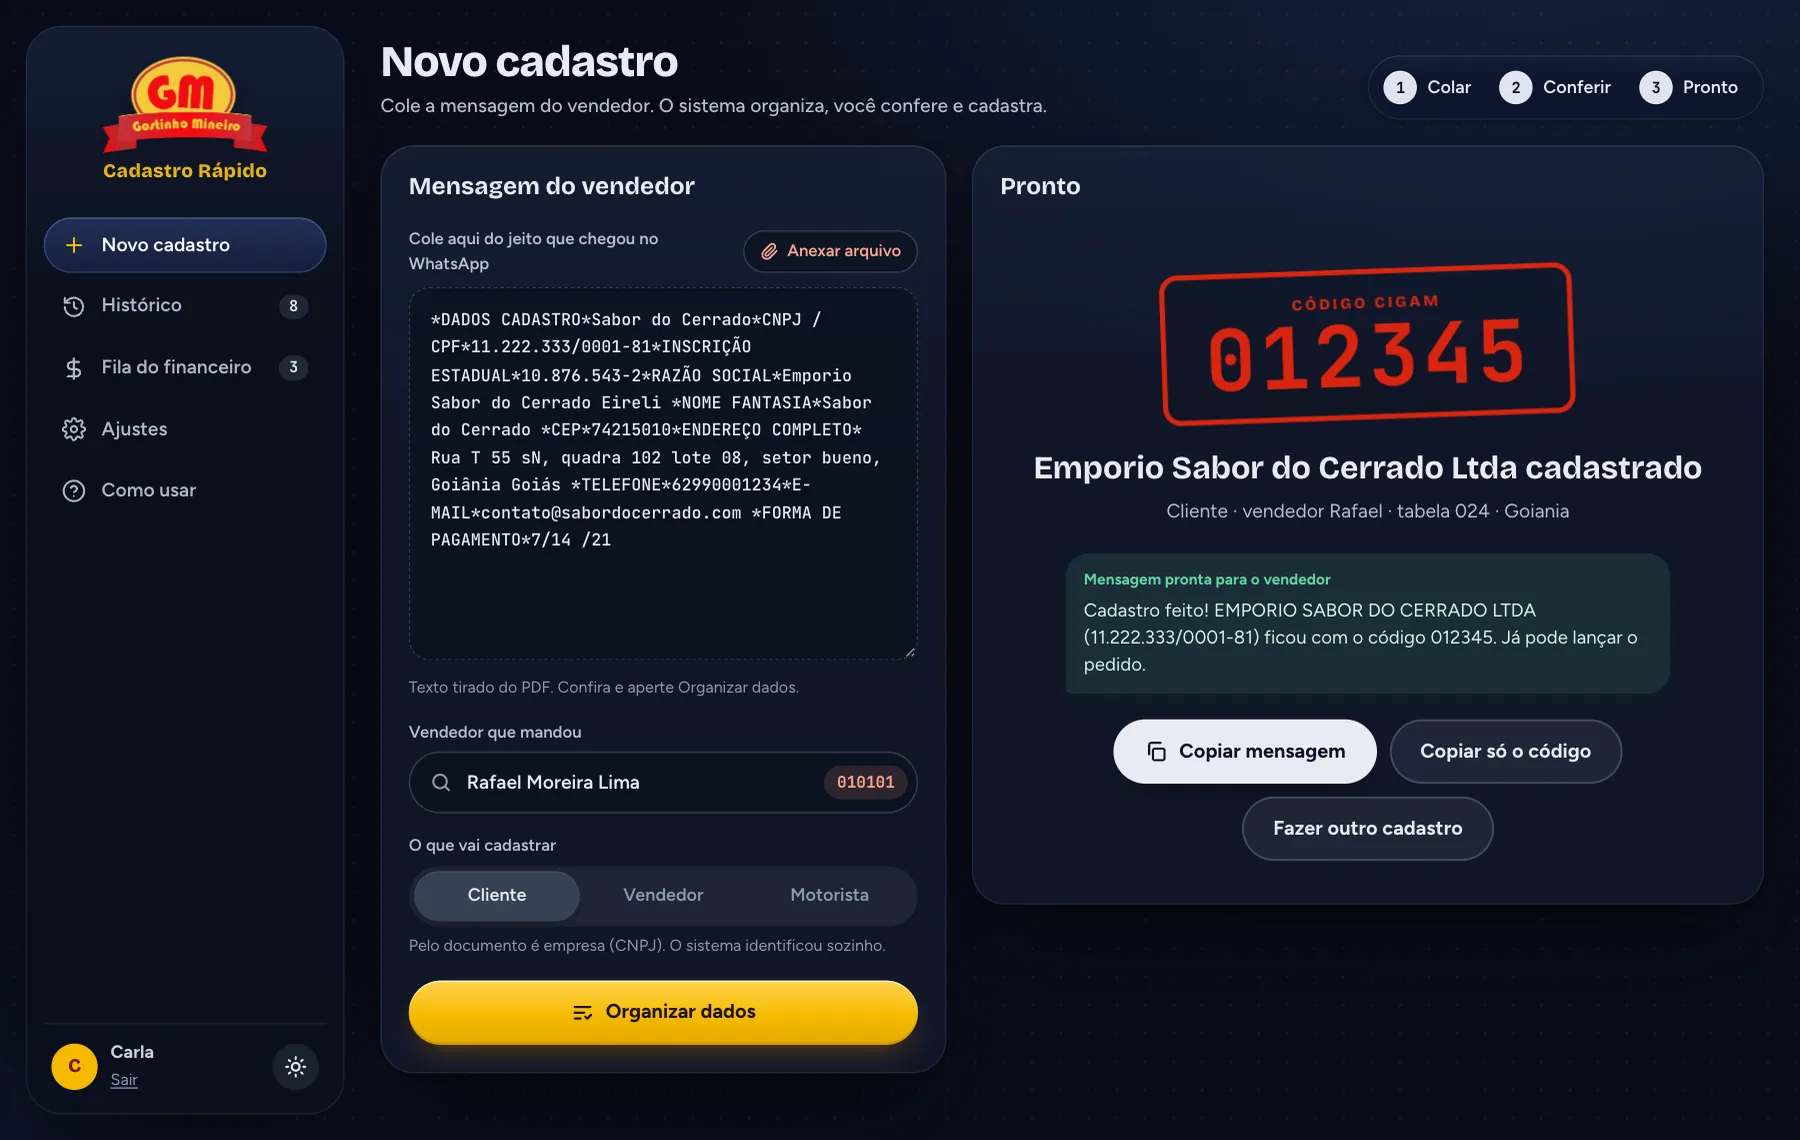 GM
Gostinho Mineiro
Cadastro Rápido
Novo cadastro
Histórico 8
Fila do financeiro 3
Ajustes
Como usar
C
Carla
Sair
Novo cadastro
Cole a mensagem do vendedor. O sistema organiza, você confere e cadastra.
1 Colar 2 Conferir 3 Pronto
Mensagem do vendedor
Cole aqui do jeito que chegou no
WhatsApp
Anexar arquivo
*DADOS CADASTRO*Sabor do Cerrado*CNPJ /
CPF*11.222.333/0001-81*INSCRIÇÃO
ESTADUAL*10.876.543-2*RAZÃO SOCIAL*Emporio
Sabor do Cerrado Eireli *NOME FANTASIA*Sabor
do Cerrado *CEP*74215010*ENDEREÇO COMPLETO*
Rua T 55 sN, quadra 102 lote 08, setor bueno,
Goiânia Goiás *TELEFONE*62990001234*E-
MAIL*contato@sabordocerrado.com *FORMA DE
PAGAMENTO*7/14 /21
Texto tirado do PDF. Confira e aperte Organizar dados.
Vendedor que mandou
Rafael Moreira Lima 010101
O que vai cadastrar
Cliente Vendedor Motorista
Pelo documento é empresa (CNPJ). O sistema identificou sozinho.
Organizar dados
Pronto
CÓDIGO CIGAM
012345
Emporio Sabor do Cerrado Ltda cadastrado
Cliente · vendedor Rafael · tabela 024 · Goiania
Mensagem pronta para o vendedor
Cadastro feito! EMPORIO SABOR DO CERRADO LTDA
(11.222.333/0001-81) ficou com o código 012345. Já pode lançar o
pedido.
Copiar mensagem
Copiar só o código
Fazer outro cadastro